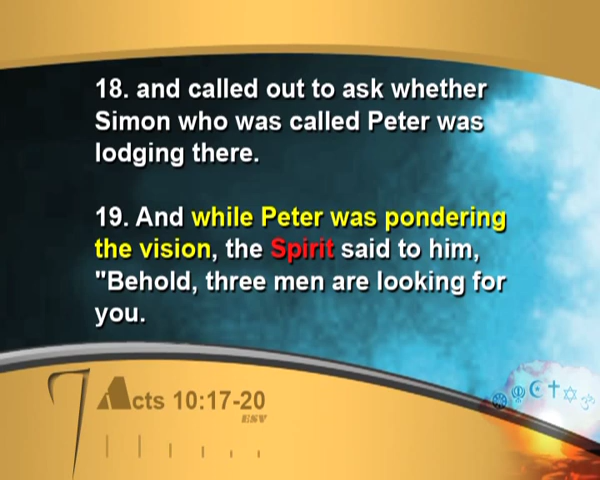 18. and called out to ask whether
Simon who was called Peter was
lodging there.
19. And while Peter was pondering
the vision, the Spirit said to him,
"Behold, three men are looking for
you.
Acts 10:17-20
ESV